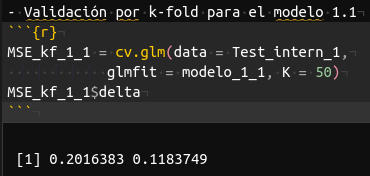 - Validación por k-fold para el modelo 1.1
```{r}
MSE_kf_1_1 = cv.glm(data = Test_intern_1,
glmfit = modelo_1_1, K = 50)
MSE_kf_1_1$delta
```
[1] 0.2016383 0.1183749